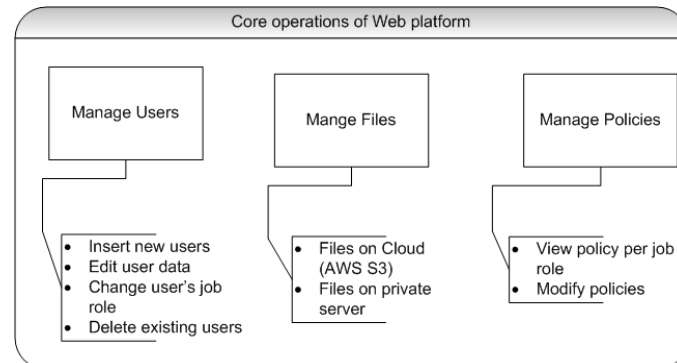 Core operations of Web platform
Manage Users
Mange Files
Manage Policies
• Insert new users
• Edit user data
• Change user's job
role
• Delete existing users
• Files on Cloud
(AWS S3)
• Files on private
server
• View policy per job
role
• Modify policies